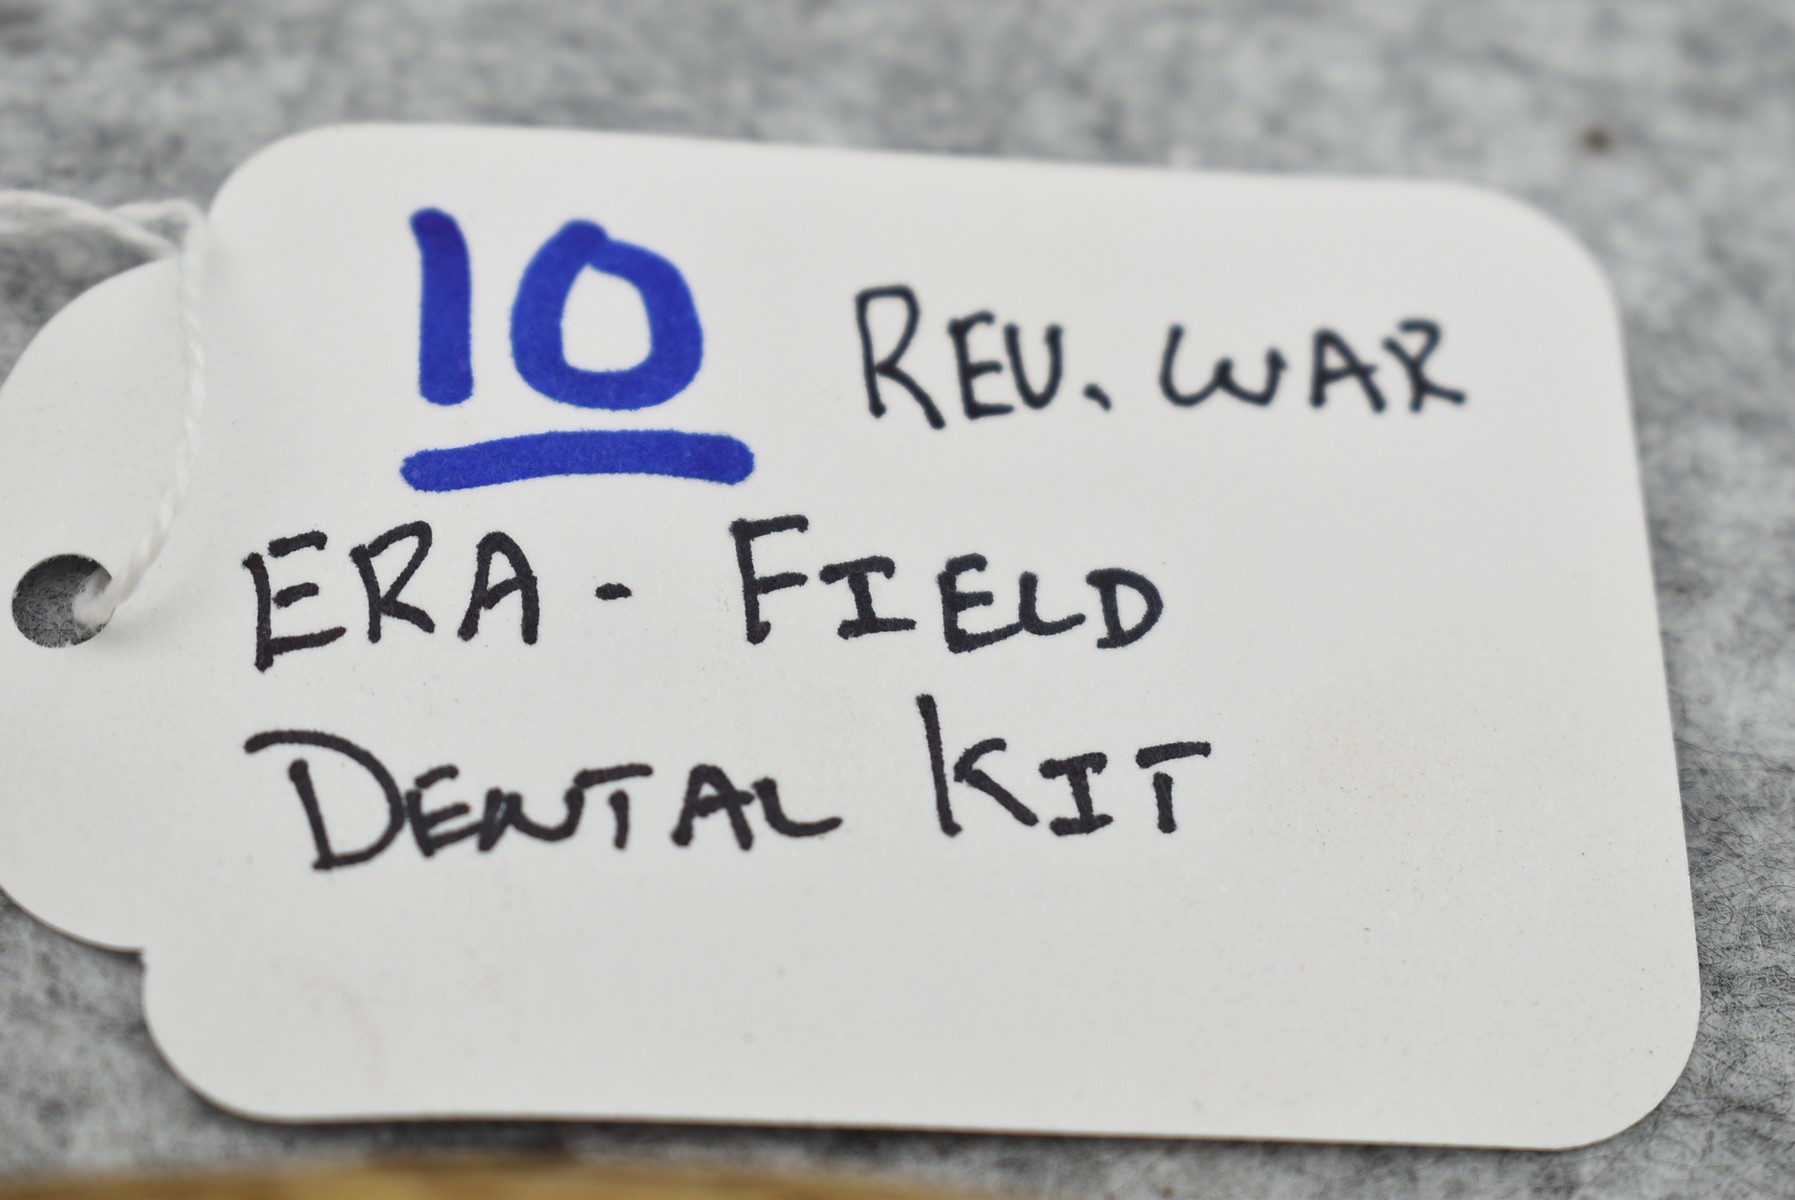 10 REV. WAR
ERA - FIELD
DENTAL KIT